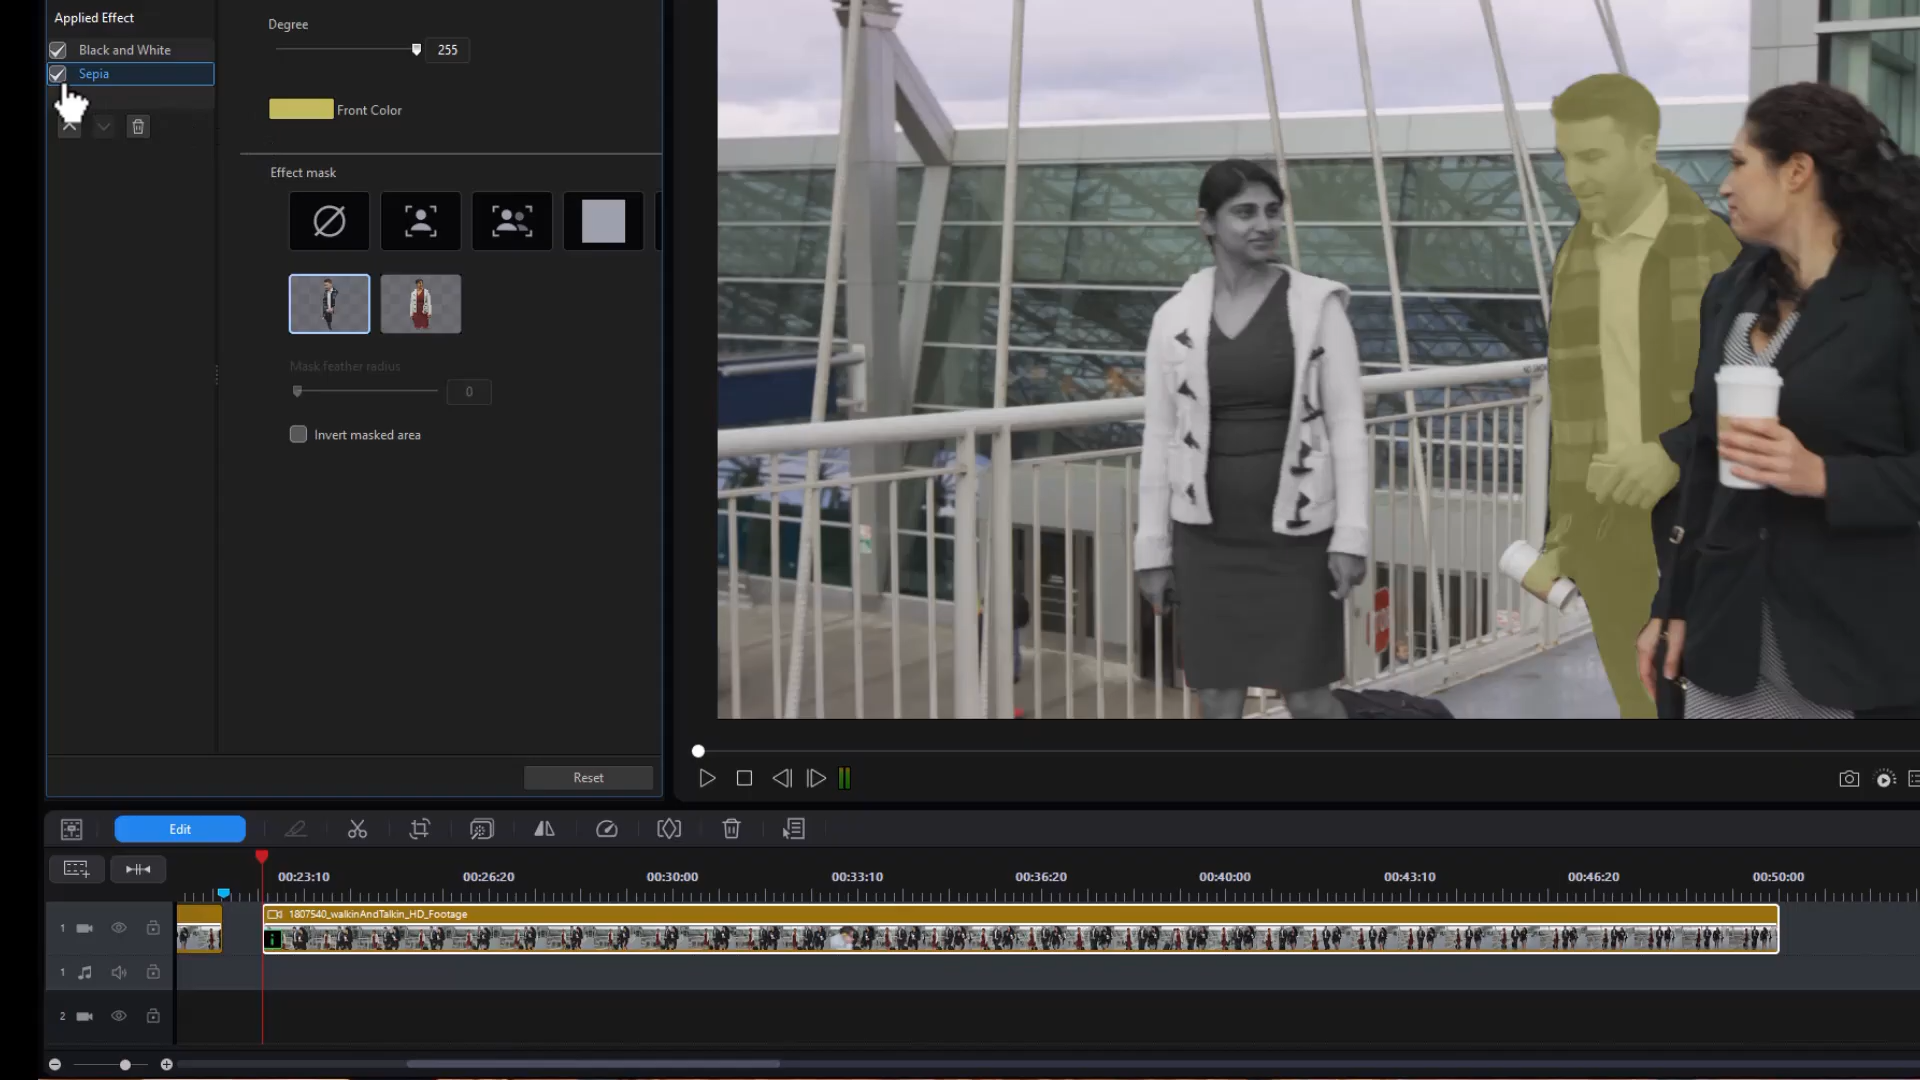 Applied Effect
Black and White
Sepia
Degree
255
Front Color
Effect mask
Mask feather radius
0
Invert masked area
Reset
Edit
00:23:10
00:26:20
00:30:00
00:33:10
00:36:20
00:40:00
00:43:10
00:46:20
00:50:00
1807540_walkinAndTalkin_HD_Footage
i
1
1
2